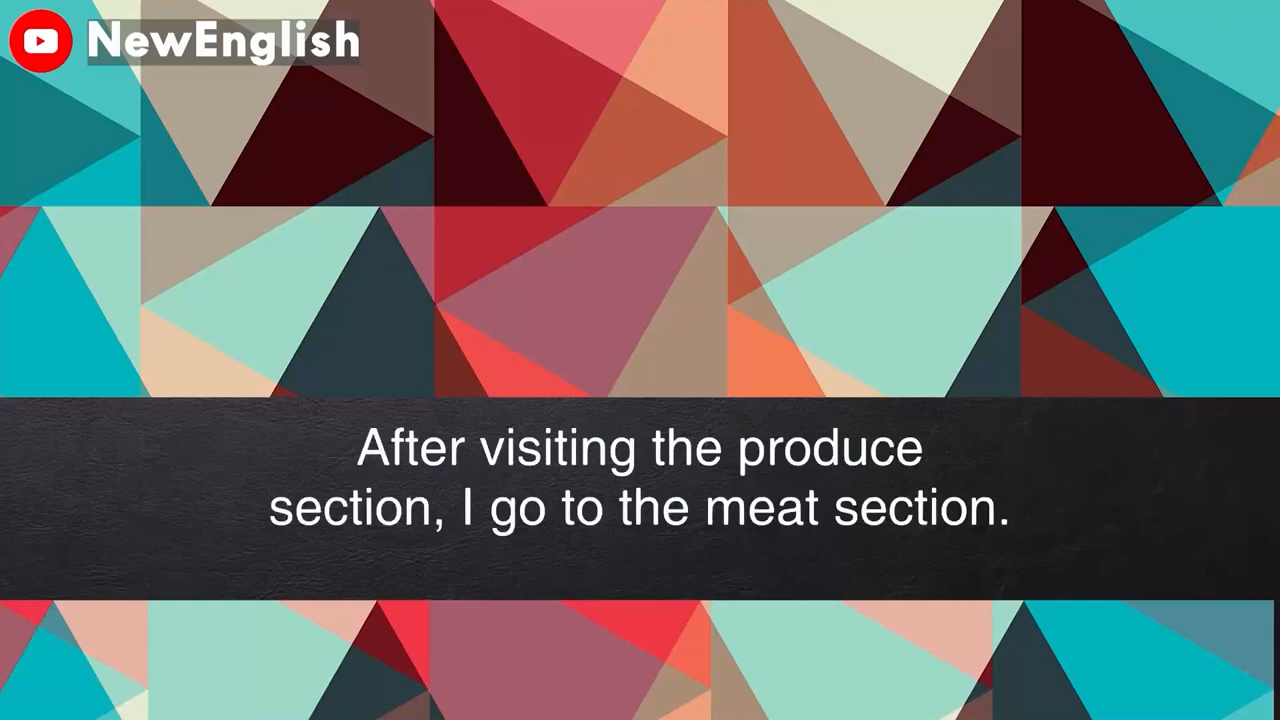 NewEnglish
After visiting the produce
section, I go to the meat section.